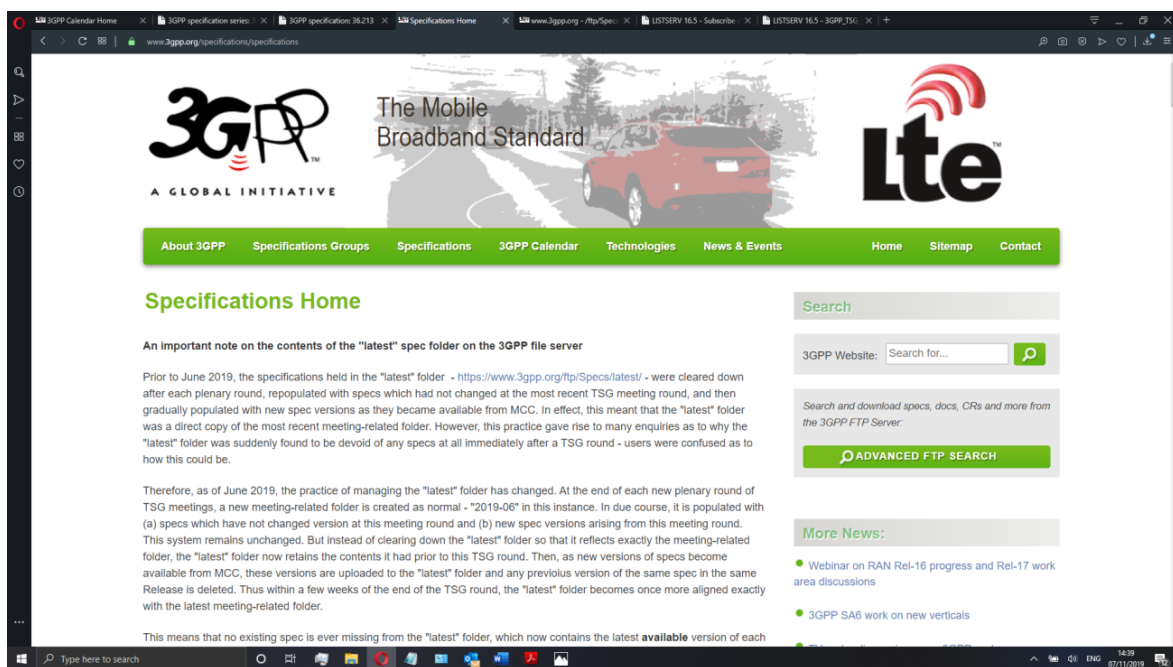 3GPP Calendar Home
3GPP specification series: 3
3GPP specification: 36.213
Specifications Home
www.3gpp.org - /ftp/Specs
LISTSERV 16.5 - Subscribe
LISTSERV 16.5 - 3GPP_TSG_
www.3gpp.org/specifications/specifications
3GPP
TM
A GLOBAL INITIATIVE
The Mobile
Broadband Standard
Lte
TM
About 3GPP Specifications Groups Specifications 3GPP Calendar Technologies News & Events Home Sitemap Contact
Specifications Home
An important note on the contents of the "latest" spec folder on the 3GPP file server
Prior to June 2019, the specifications held in the "latest" folder - https://www.3gpp.org/ftp/Specs/latest/ - were cleared down
after each plenary round, repopulated with specs which had not changed at the most recent TSG meeting round, and then
gradually populated with new spec versions as they became available from MCC. In effect, this meant that the "latest" folder
was a direct copy of the most recent meeting-related folder. However, this practice gave rise to many enquiries as to why the
"latest" folder was suddenly found to be devoid of any specs at all immediately after a TSG round - users were confused as to
how this could be.
Therefore, as of June 2019, the practice of managing the "latest" folder has changed. At the end of each new plenary round of
TSG meetings, a new meeting-related folder is created as normal - "2019-06" in this instance. In due course, it is populated with
(a) specs which have not changed version at this meeting round and (b) new spec versions arising from this meeting round.
This system remains unchanged. But instead of clearing down the "latest" folder so that it reflects exactly the meeting-related
folder, the "latest" folder now retains the contents it had prior to this TSG round. Then, as new versions of specs become
available from MCC, these versions are uploaded to the "latest" folder and any previoius version of the same spec in the same
Release is deleted. Thus within a few weeks of the end of the TSG round, the "latest" folder becomes once more aligned exactly
with the latest meeting-related folder.
This means that no existing spec is ever missing from the "latest" folder, which now contains the latest available version of each
Search
3GPP Website: Search for...
Search and download specs, docs, CRs and more from
the 3GPP FTP Server:
ADVANCED FTP SEARCH
More News:
Webinar on RAN Rel-16 progress and Rel-17 work
area discussions
3GPP SA6 work on new verticals
Type here to search
ENG
14:39
07/11/2019